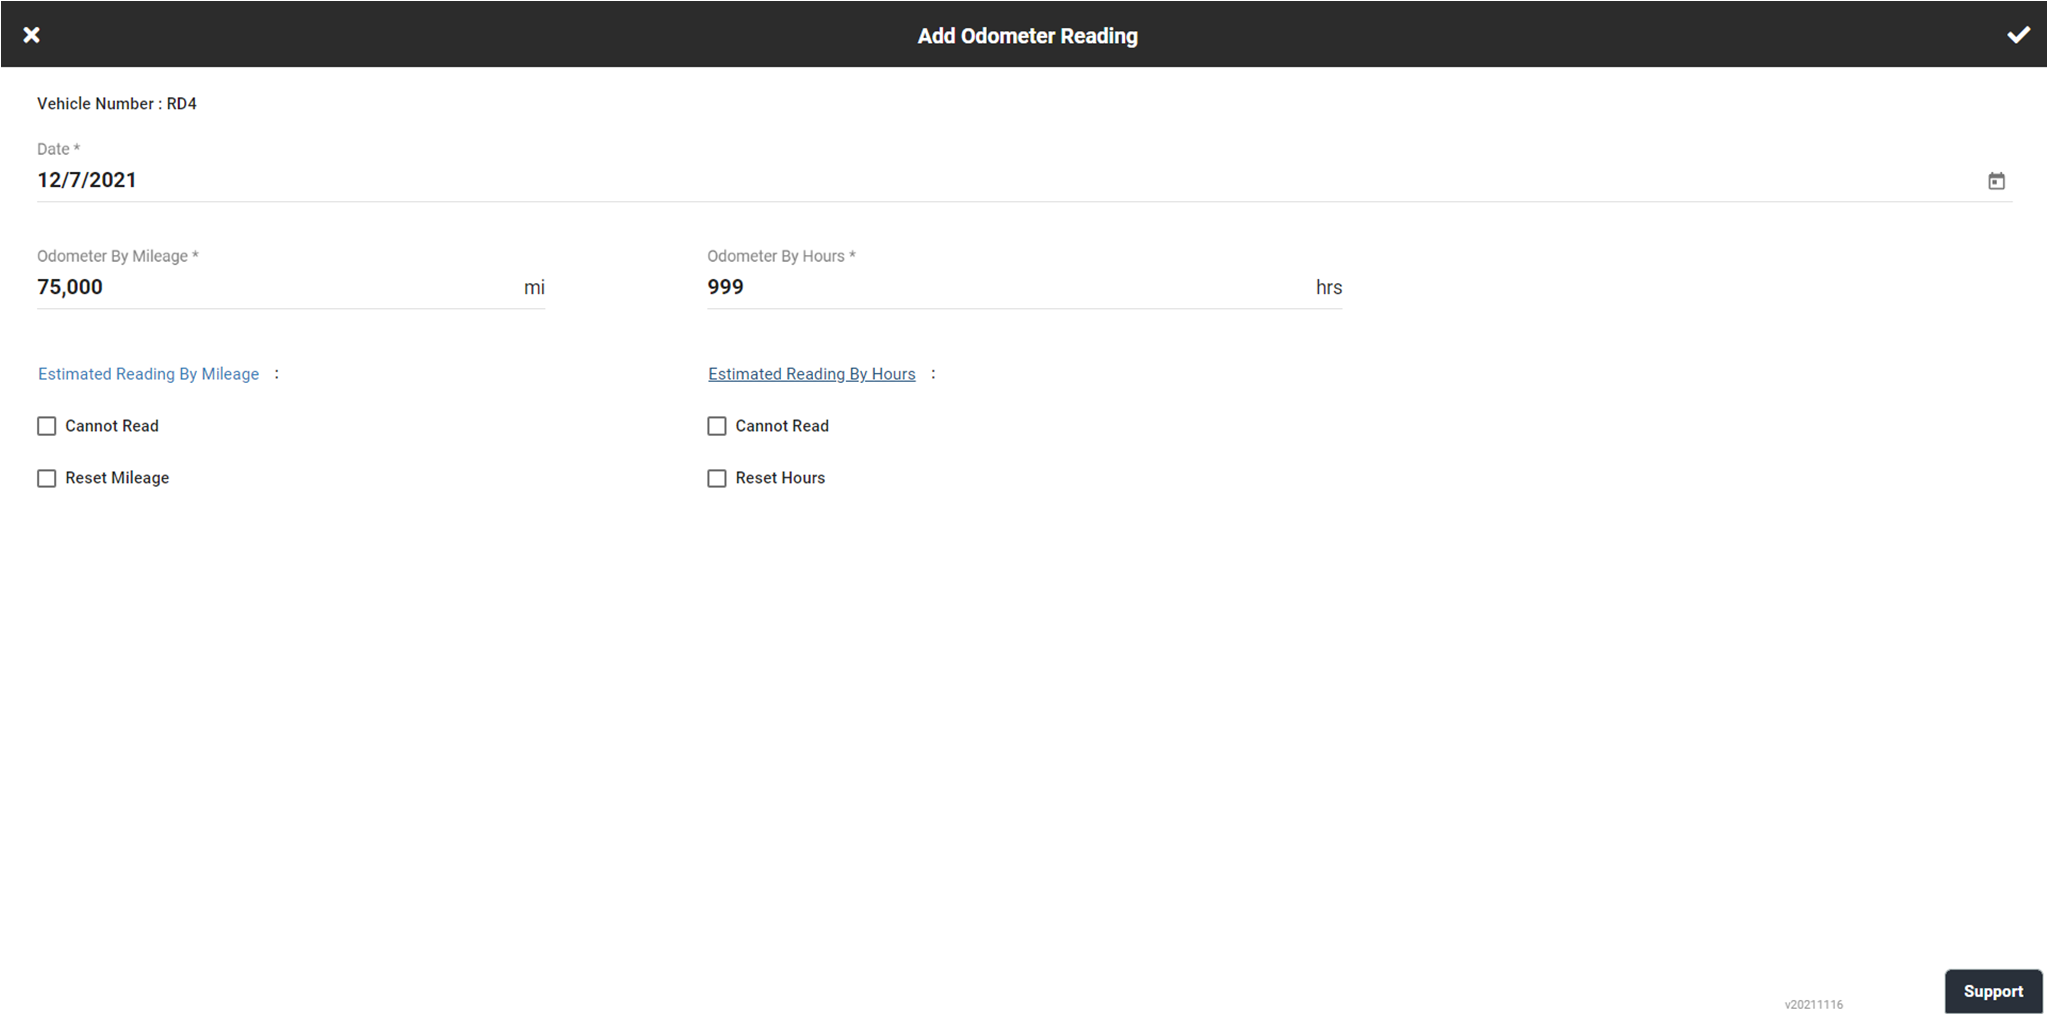 Add Odometer Reading
Vehicle Number : RD4
Date *
12/7/2021
Odometer By Mileage *
75,000 mi
Odometer By Hours *
999 hrs
Estimated Reading By Mileage :
Estimated Reading By Hours :
Cannot Read
Cannot Read
Reset Mileage
Reset Hours
v20211116
Support